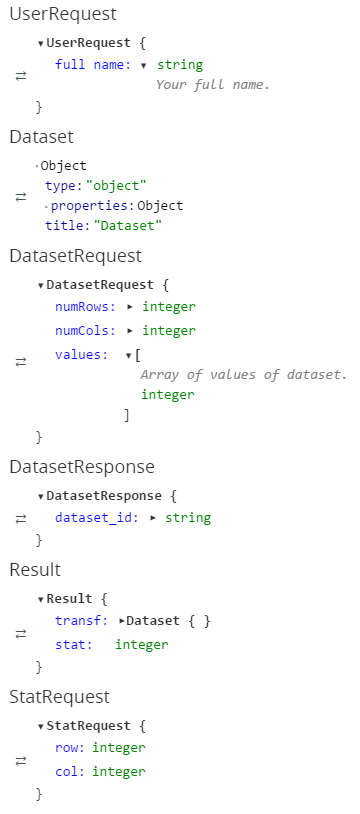 UserRequest
▼UserRequest {
full name: ▼ string
Your full name.
}
Dataset
Object
type:"object"
properties:Object
title:"Dataset"
DatasetRequest
▼DatasetRequest {
numRows: ► integer
numCols: ► integer
values: ▼[
Array of values of dataset.
integer
]
}
DatasetResponse
▼DatasetResponse {
dataset_id: ► string
}
Result
▼Result {
transf: ►Dataset { }
stat: integer
}
StatRequest
▼StatRequest {
row: integer
col: integer
}